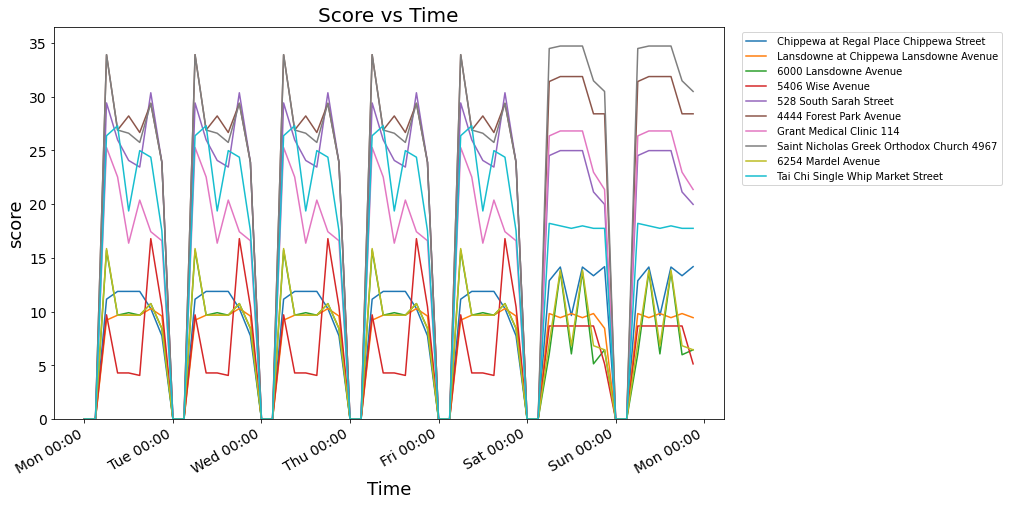 Score vs Time
score
35
30
25
20
15
10
5
0
Mon 00:00
Tue 00:00
Wed 00:00
Thu 00:00
Fri 00:00
Sat 00:00
Sun 00:00
Mon 00:00
Time
Chippewa at Regal Place Chippewa Street
Lansdowne at Chippewa Lansdowne Avenue
6000 Lansdowne Avenue
5406 Wise Avenue
528 South Sarah Street
4444 Forest Park Avenue
Grant Medical Clinic 114
Saint Nicholas Greek Orthodox Church 4967
6254 Mardel Avenue
Tai Chi Single Whip Market Street